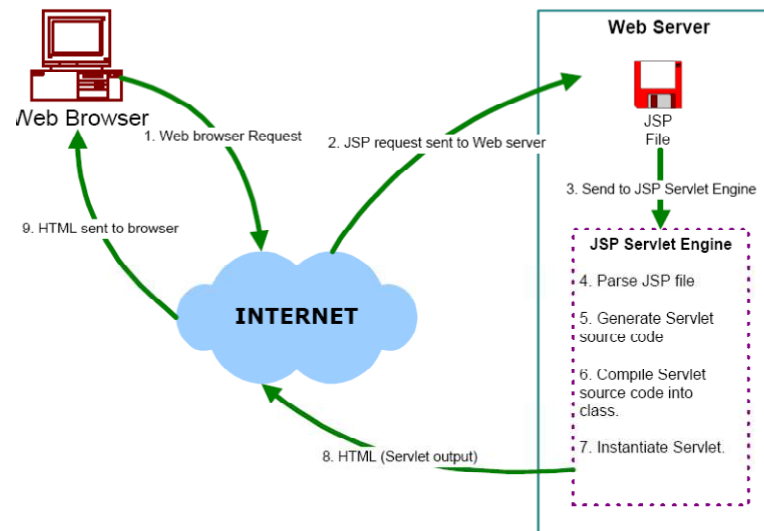 Web Server
Web Browser
JSP
File
1. Web browser Request
2. JSP request sent to Web server
3. Send to JSP Servlet Engine
9. HTML sent to browser
JSP Servlet Engine
4. Parse JSP file
INTERNET
5. Generate Servlet
source code
6. Compile Servlet
source code into
class.
7. Instantiate Servlet.
8. HTML (Servlet output)